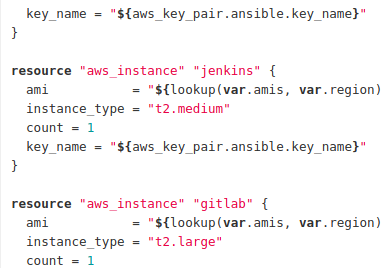 key_name = "${aws_key_pair.ansible.key_name}"
}
resource "aws_instance" "jenkins" {
ami           = "${lookup(var.amis, var.region)
instance_type = "t2.medium"
count = 1
key_name = "${aws_key_pair.ansible.key_name}"
}
resource "aws_instance" "gitlab" {
ami           = "${lookup(var.amis, var.region)
instance_type = "t2.large"
count = 1